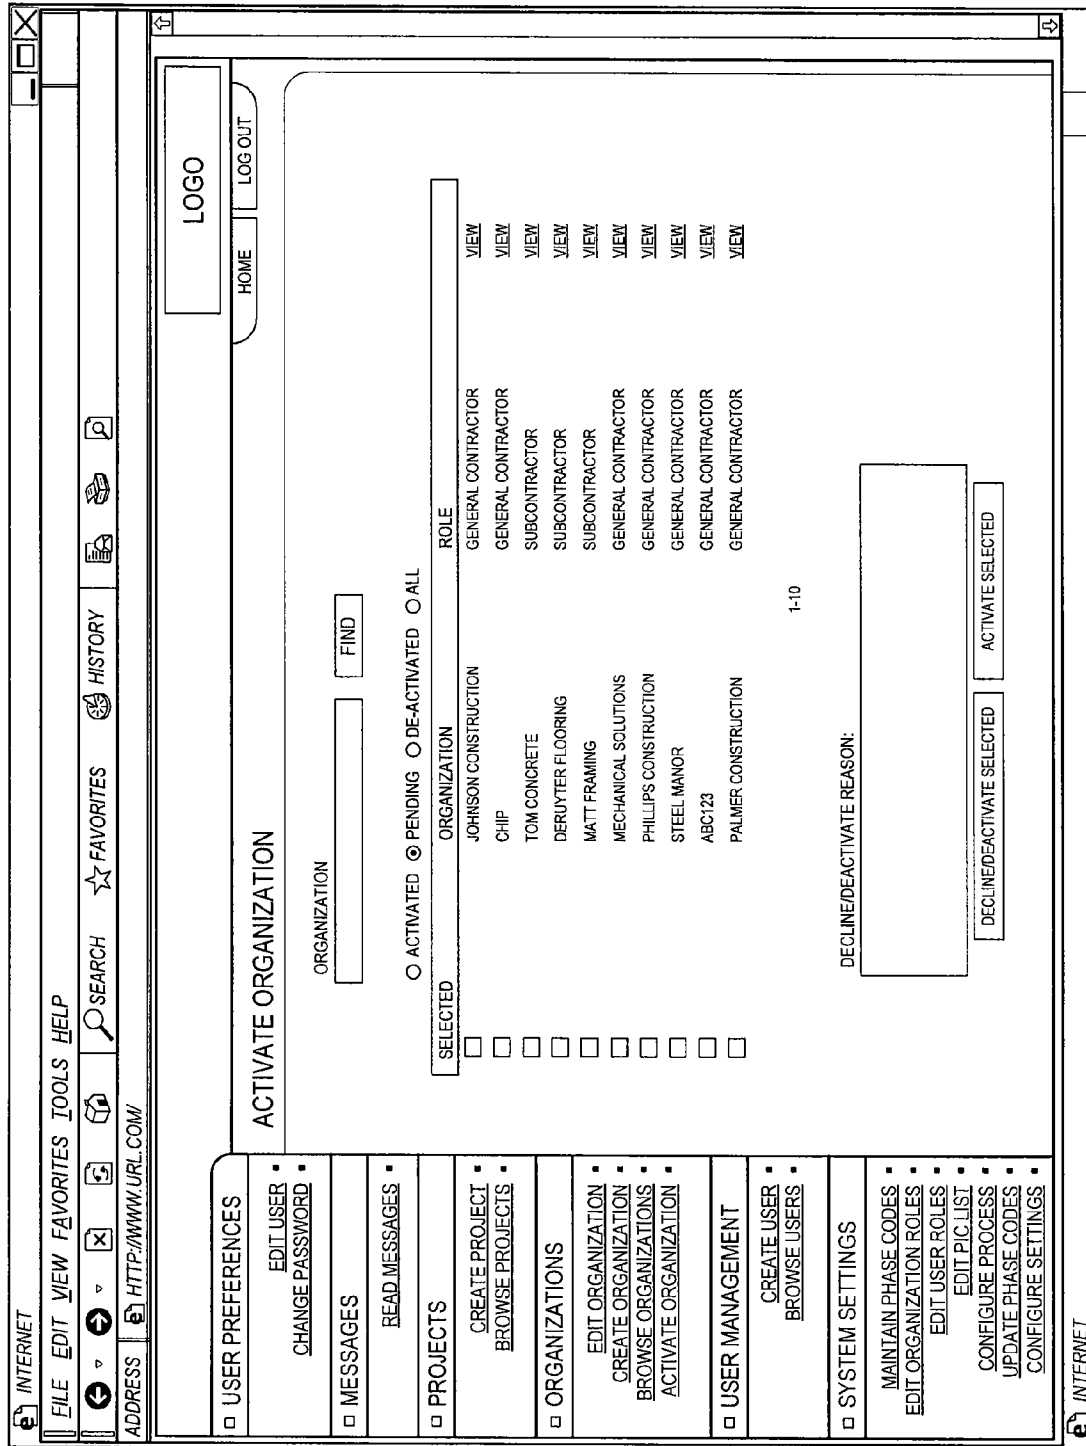 INTERNET
FILE EDIT VIEW FAVORITES TOOLS HELP
SEARCH FAVORITES HISTORY
ADDRESS HTTP://WWW.URL.COM/
LOGO
HOME LOG OUT
USER PREFERENCES
EDIT USER
CHANGE PASSWORD
MESSAGES
READ MESSAGES
PROJECTS
CREATE PROJECT
BROWSE PROJECTS
ORGANIZATIONS
EDIT ORGANIZATION
CREATE ORGANIZATION
BROWSE ORGANIZATIONS
ACTIVATE ORGANIZATION
USER MANAGEMENT
CREATE USER
BROWSE USERS
SYSTEM SETTINGS
MAINTAIN PHASE CODES
EDIT ORGANIZATION ROLES
EDIT USER ROLES
EDIT PIC LIST
CONFIGURE PROCESS
UPDATE PHASE CODES
CONFIGURE SETTINGS
ACTIVATE ORGANIZATION
ORGANIZATION
FIND
ACTIVATED PENDING DE-ACTIVATED ALL
SELECTED ORGANIZATION ROLE
JOHNSON CONSTRUCTION GENERAL CONTRACTOR VIEW
CHIP GENERAL CONTRACTOR VIEW
TOM CONCRETE SUBCONTRACTOR VIEW
DERUYTER FLOORING SUBCONTRACTOR VIEW
MATT FRAMING SUBCONTRACTOR VIEW
MECHANICAL SOLUTIONS GENERAL CONTRACTOR VIEW
PHILLIPS CONSTRUCTION GENERAL CONTRACTOR VIEW
STEEL MANOR GENERAL CONTRACTOR VIEW
ABC123 GENERAL CONTRACTOR VIEW
PALMER CONSTRUCTION GENERAL CONTRACTOR VIEW
1-10
DECLINE/DEACTIVATE REASON:
DECLINE/DEACTIVATE SELECTED ACTIVATE SELECTED
INTERNET